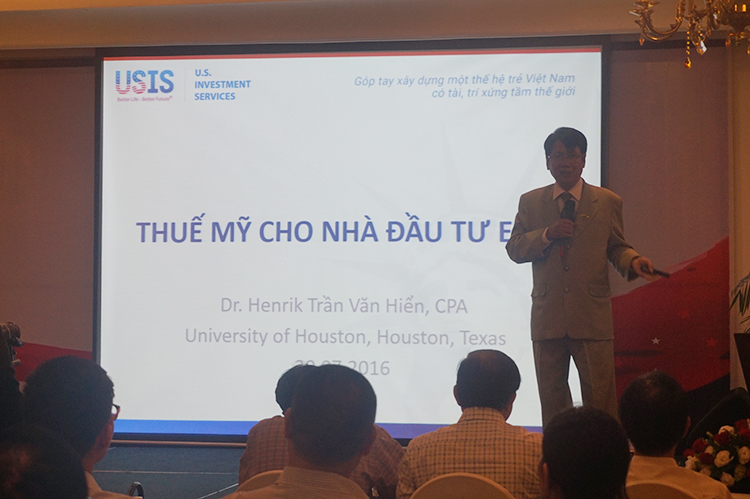 USIS
Better Life - Better Future
U.S.
INVESTMENT
SERVICES
Góp tay xây dựng một thế hệ trẻ Việt Nam
có tài, trí xứng tầm thế giới
THUẾ MỸ CHO NHÀ ĐẦU TƯ
Dr. Henrik Trần Văn Hiển, CPA
University of Houston, Houston, Texas
2016